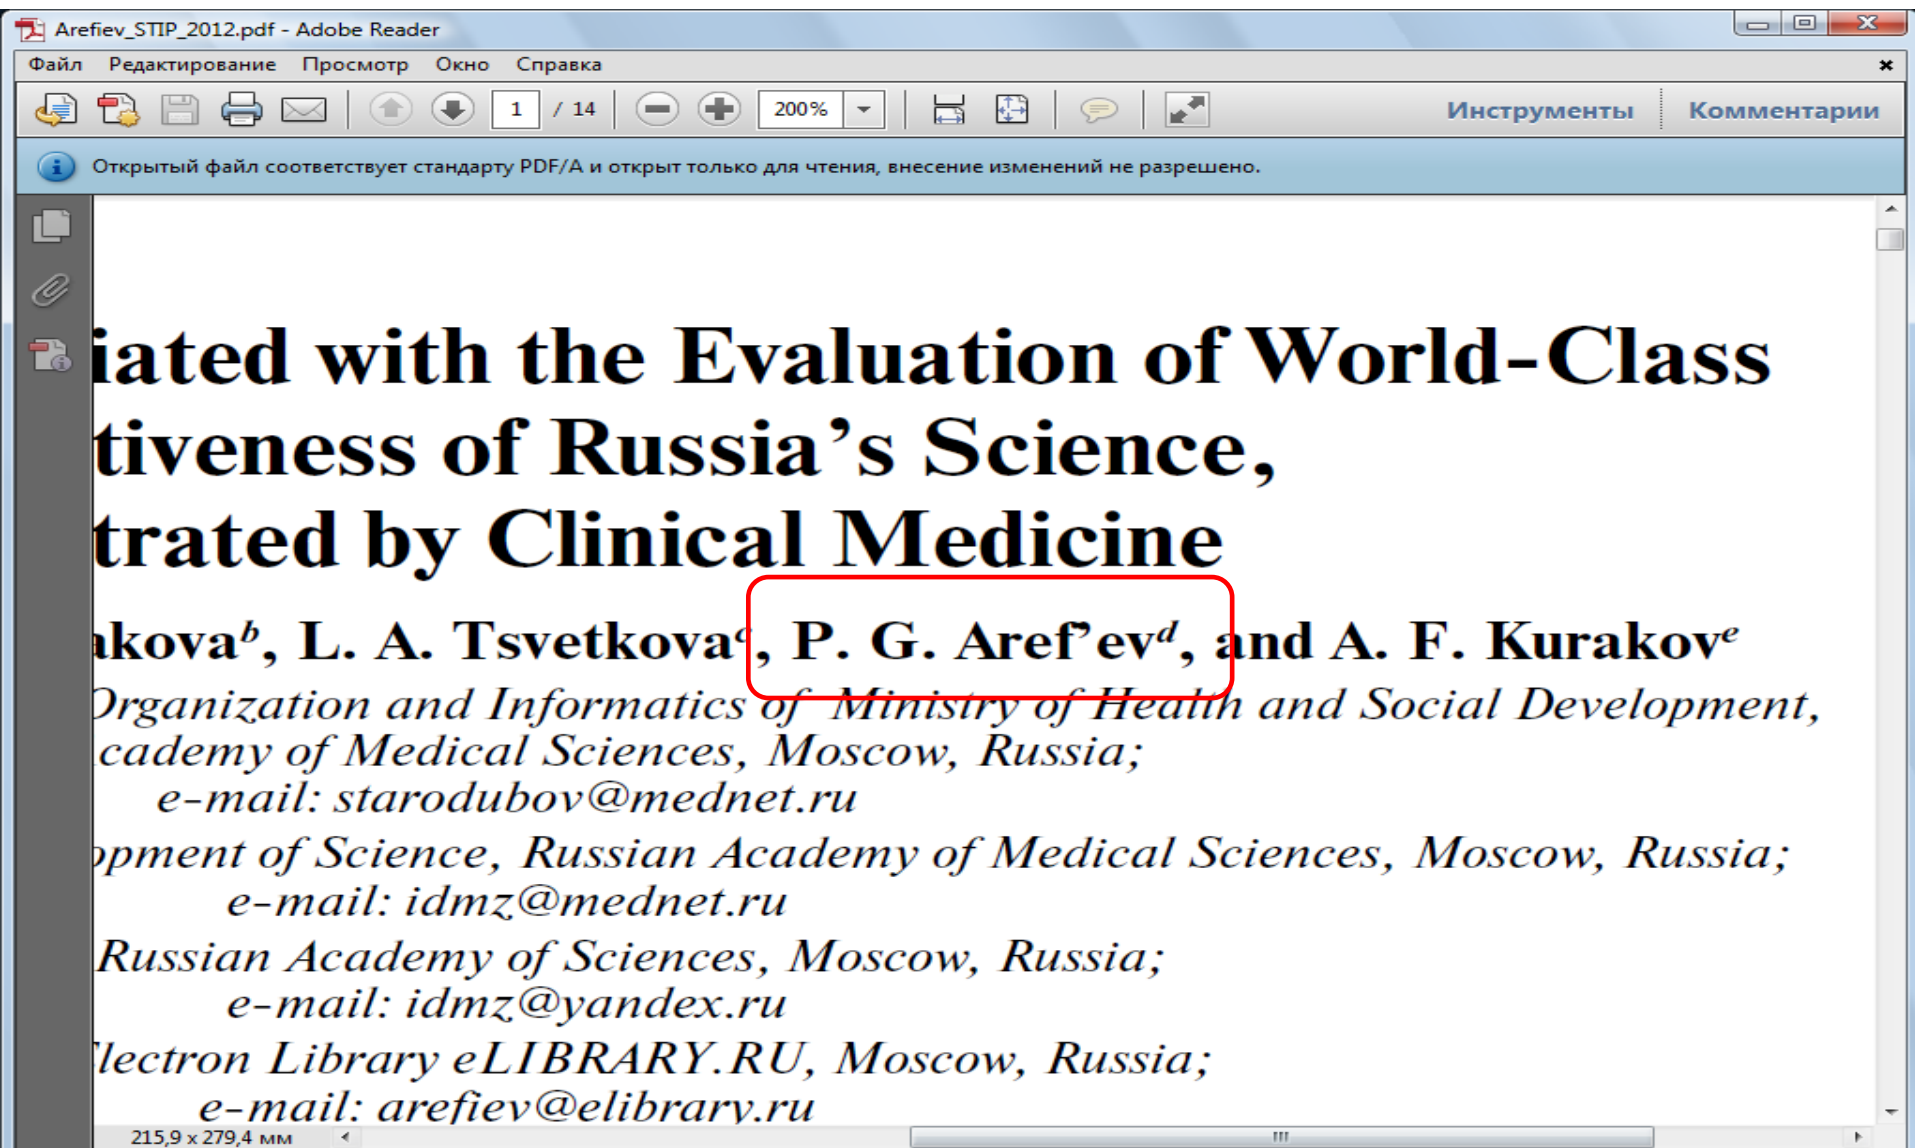 Arefiev_STIP_2012.pdf - Adobe Reader
Файл Редактирование Просмотр Окно Справка
1 / 14 200% Инструменты Комментарии
Открытый файл соответствует стандарту PDF/A и открыт только для чтения, внесение изменений не разрешено.
iated with the Evaluation of World-Class
tiveness of Russia’s Science,
trated by Clinical Medicine
akovaᵇ, L. A. Tsvetkovaᶜ, P. G. Aref’evᵈ, and A. F. Kurakovᵉ
Organization and Informatics of Ministry of Health and Social Development,
cademy of Medical Sciences, Moscow, Russia;
e-mail: starodubov@mednet.ru
opment of Science, Russian Academy of Medical Sciences, Moscow, Russia;
e-mail: idmz@mednet.ru
Russian Academy of Sciences, Moscow, Russia;
e-mail: idmz@yandex.ru
lectron Library eLIBRARY.RU, Moscow, Russia;
e-mail: arefiev@elibrary.ru
215,9 x 279,4 мм